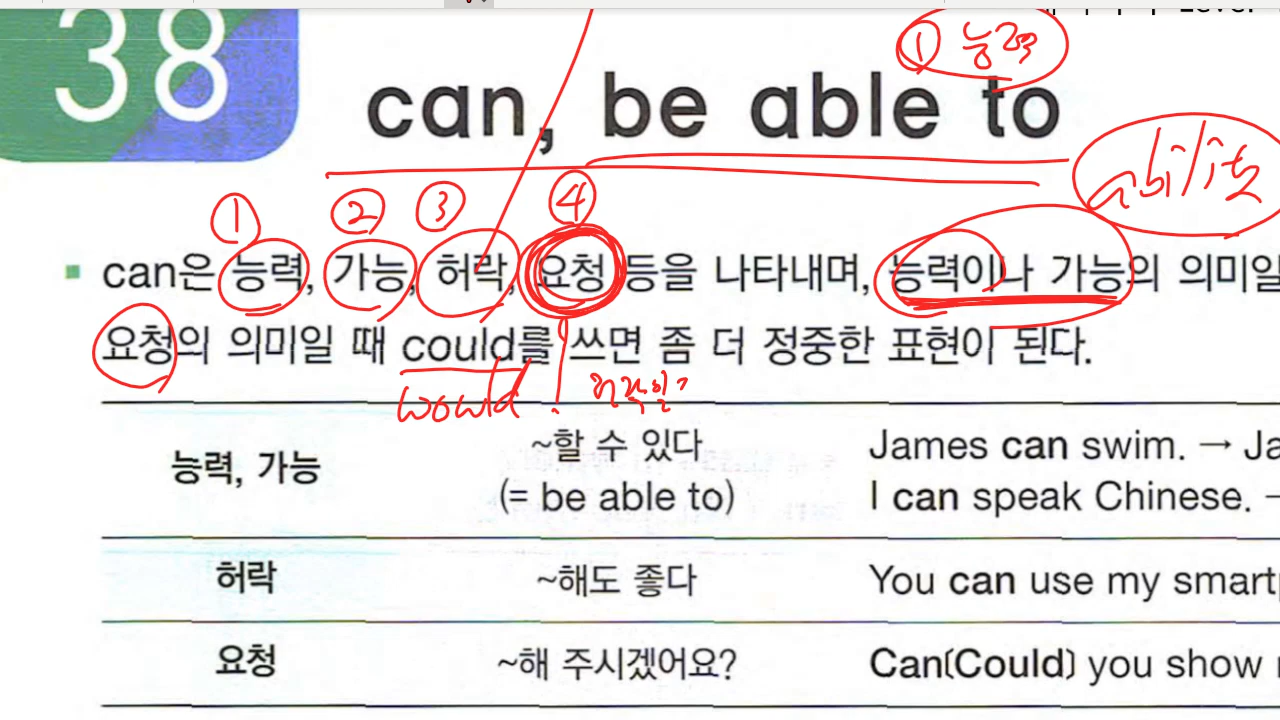 Level
38
① 능력
can, be able to
ability
① ② ③ ④
can은 능력, 가능, 허락, 요청 등을 나타내며, 능력이나 가능의 의미일
요청의 의미일 때 could를 쓰면 좀 더 정중한 표현이 된다.
would
능력, 가능
~할 수 있다
(= be able to)
James can swim. → Ja
I can speak Chinese. →
허락
~해도 좋다
You can use my smartp
요청
~해 주시겠어요?
Can(Could) you show